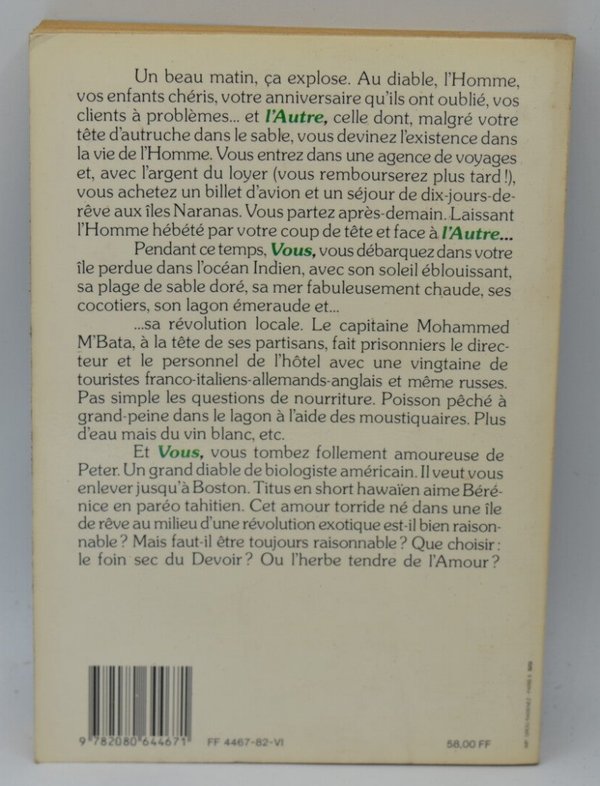 Un beau matin, ça explose. Au diable, l'Homme,
vos enfants chéris, votre anniversaire qu'ils ont oublié, vos
clients à problèmes... et l'Autre, celle dont, malgré votre
tête d'autruche dans le sable, vous devinez l'existence dans
la vie de l'Homme. Vous entrez dans une agence de voyages
et, avec l'argent du loyer (vous rembourserez plus tard !),
vous achetez un billet d'avion et un séjour de dix-jours-de-
rêve aux îles Naranas. Vous partez après-demain. Laissant
l'Homme hébété par votre coup de tête et face à l'Autre...
Pendant ce temps, Vous, vous débarquez dans votre
île perdue dans l'océan Indien, avec son soleil éblouissant,
sa plage de sable doré, sa mer fabuleusement chaude, ses
cocotiers, son lagon émeraude et...
...sa révolution locale. Le capitaine Mohammed
M'Bata, à la tête de ses partisans, fait prisonniers le direc-
teur et le personnel de l'hôtel avec une vingtaine de
touristes franco-italiens-allemands-anglais et même russes.
Pas simple les questions de nourriture. Poisson pêché à
grand-peine dans le lagon à l'aide des moustiquaires. Plus
d'eau mais du vin blanc, etc.
Et Vous, vous tombez follement amoureuse de
Peter. Un grand diable de biologiste américain. Il veut vous
enlever jusqu'à Boston. Titus en short hawaïen aime Béré-
nice en paréo tahitien. Cet amour torride né dans une île
de rêve au milieu d'une révolution exotique est-il bien raison-
nable ? Mais faut-il être toujours raisonnable ? Que choisir :
le foin sec du Devoir ? Ou l'herbe tendre de l'Amour ?
9 782080 644671
FF 4467-82-VI
58,00 FF